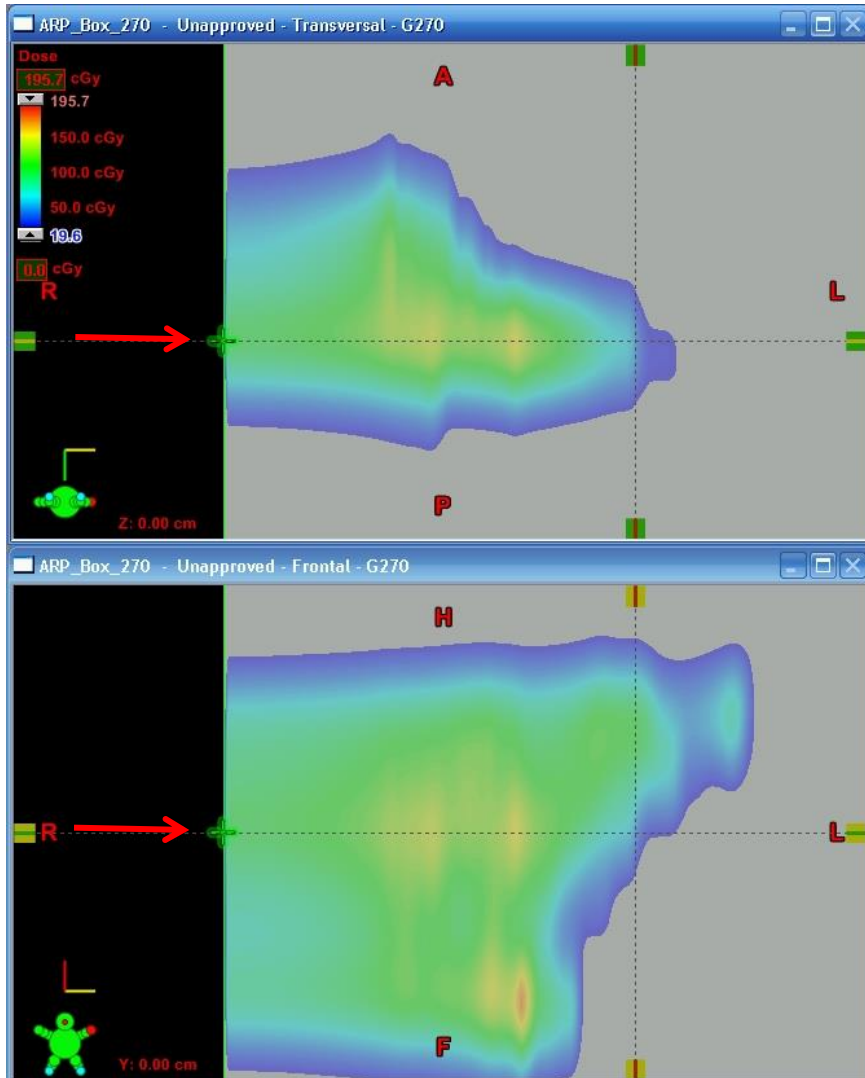 ARP_Box_270 - Unapproved - Transversal - G270
Dose
195.7 cGy
195.7
150.0 cGy
100.0 cGy
50.0 cGy
19.6
0.0 cGy
A
R
L
P
Z: 0.00 cm
ARP_Box_270 - Unapproved - Frontal - G270
H
R
L
F
Y: 0.00 cm